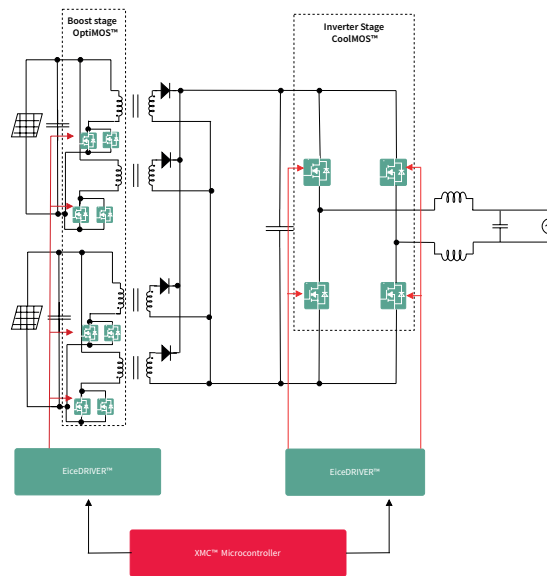 Boost stage
OptiMOS™
Inverter Stage
CoolMOS™
EiceDRIVER™
EiceDRIVER™
XMC™ Microcontroller